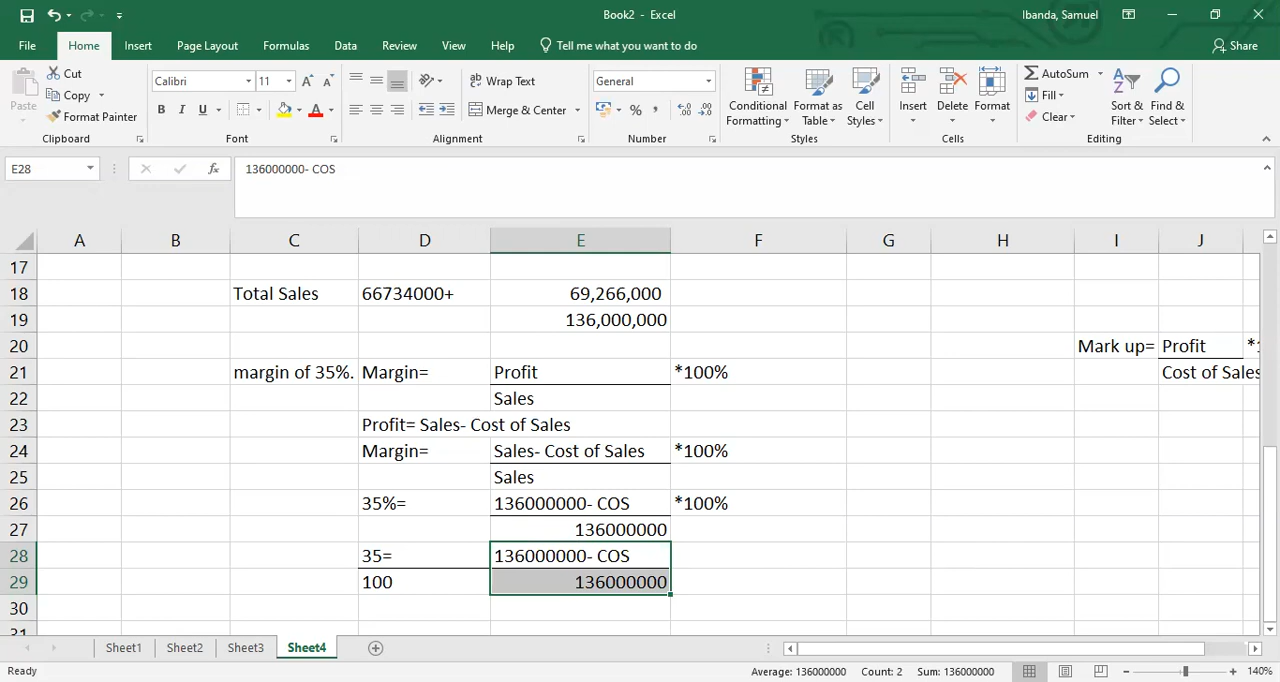 Book2 - Excel
Ibanda, Samuel
File Home Insert Page Layout Formulas Data Review View Help Tell me what you want to do Share
Paste Cut Copy Format Painter Clipboard
Calibri 11 B I U A Font
Wrap Text Merge & Center Alignment
General % Number
Conditional Formatting Format as Table Cell Styles Styles
Insert Delete Format Cells
AutoSum Fill Clear Sort & Filter Find & Select Editing
E28 fx 136000000- COS
A B C D E F G H I J
17
18 Total Sales 66734000+ 69,266,000
19 136,000,000
20 Mark up= Profit
21 margin of 35%. Margin= Profit *100% Cost of Sales
22 Sales
23 Profit= Sales- Cost of Sales
24 Margin= Sales- Cost of Sales *100%
25 Sales
26 35%= 136000000- COS *100%
27 136000000
28 35= 136000000- COS
29 100 136000000
30
31
Sheet1 Sheet2 Sheet3 Sheet4
Ready Average: 136000000 Count: 2 Sum: 136000000 140%